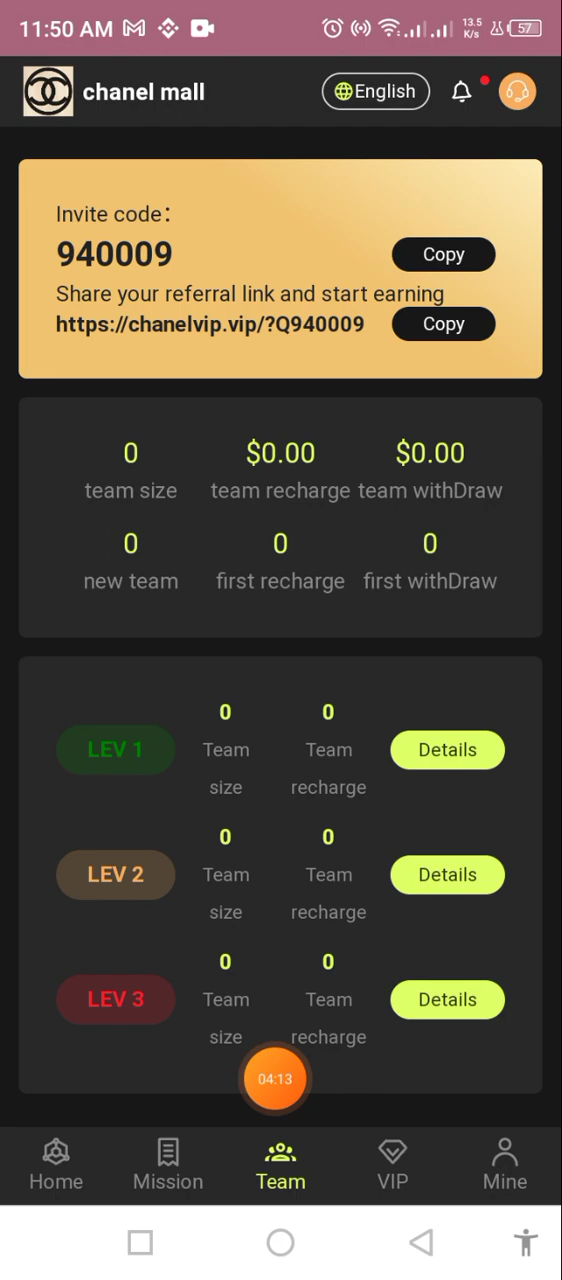 11:50 AM 13.5 K/s 57
chanel mall English
Invite code：
940009 Copy
Share your referral link and start earning
https://chanelvip.vip/?Q940009 Copy
0 $0.00 $0.00
team size team recharge team withDraw
0 0 0
new team first recharge first withDraw
0 0
LEV 1 Team Team Details
size recharge
0 0
LEV 2 Team Team Details
size recharge
0 0
LEV 3 Team Team Details
size recharge
04:13
Home Mission Team VIP Mine